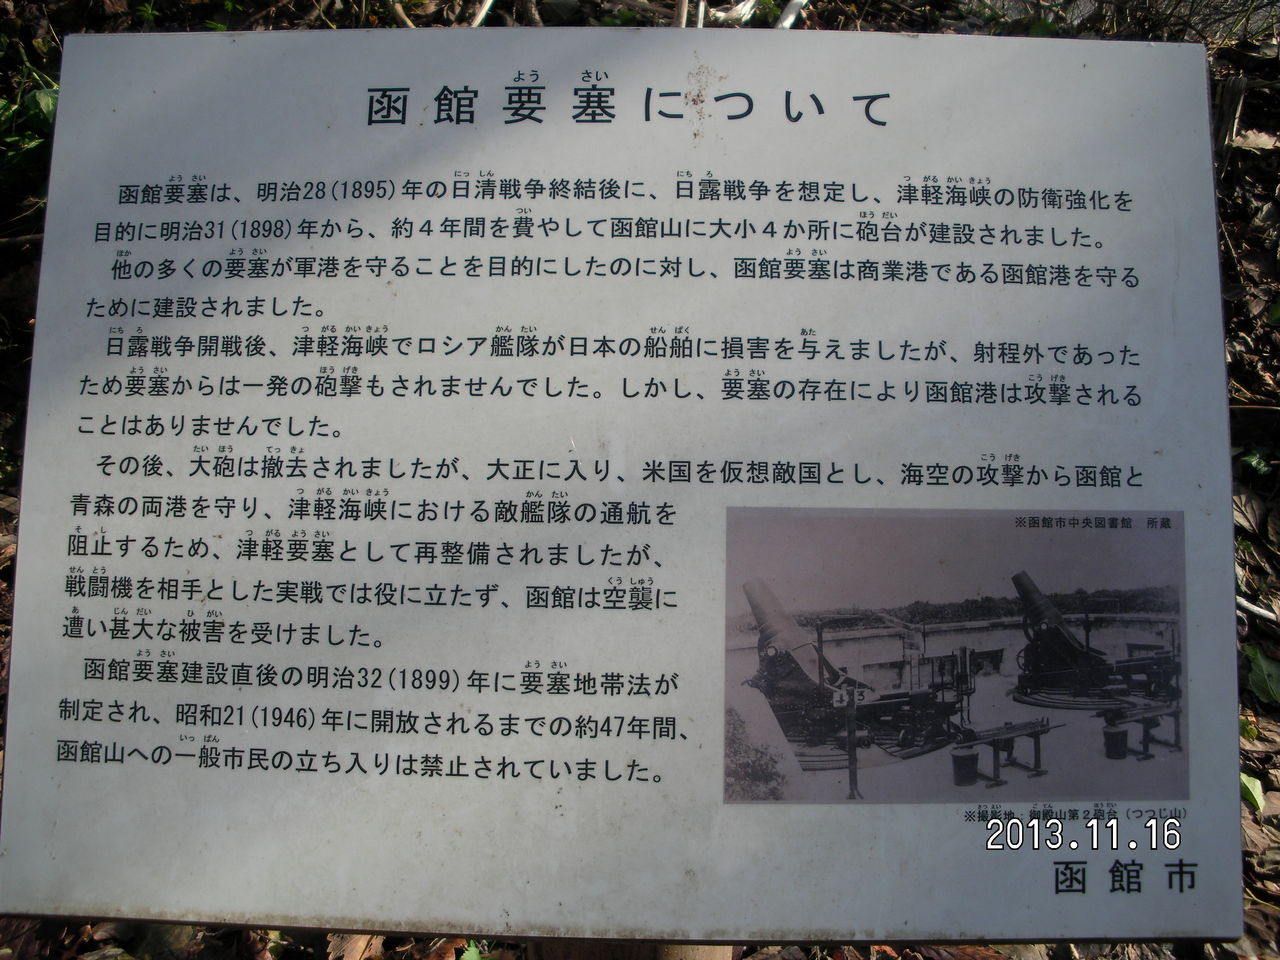 函館要塞について
函館要塞は、明治28(1895)年の日清戦争終結後に、日露戦争を想定し、津軽海峡の防衛強化を
目的に明治31(1898)年から、約４年間を費やして函館山に大小４か所に砲台が建設されました。
他の多くの要塞が軍港を守ることを目的にしたのに対し、函館要塞は商業港である函館港を守る
ために建設されました。
日露戦争開戦後、津軽海峡でロシア艦隊が日本の船舶に損害を与えましたが、射程外であった
ため要塞からは一発の砲撃もされませんでした。しかし、要塞の存在により函館港は攻撃される
ことはありませんでした。
その後、大砲は撤去されましたが、大正に入り、米国を仮想敵国とし、海空の攻撃から函館と
青森の両港を守り、津軽海峡における敵艦隊の通航を
阻止するため、津軽要塞として再整備されましたが、
戦闘機を相手とした実戦では役に立たず、函館は空襲に
遭い甚大な被害を受けました。
函館要塞建設直後の明治32(1899)年に要塞地帯法が
制定され、昭和21(1946)年に開放されるまでの約47年間、
函館山への一般市民の立ち入りは禁止されていました。
※函館市中央図書館　所蔵
※撮影地：御殿山第２砲台（つつじ山）
2013.11.16
函館市